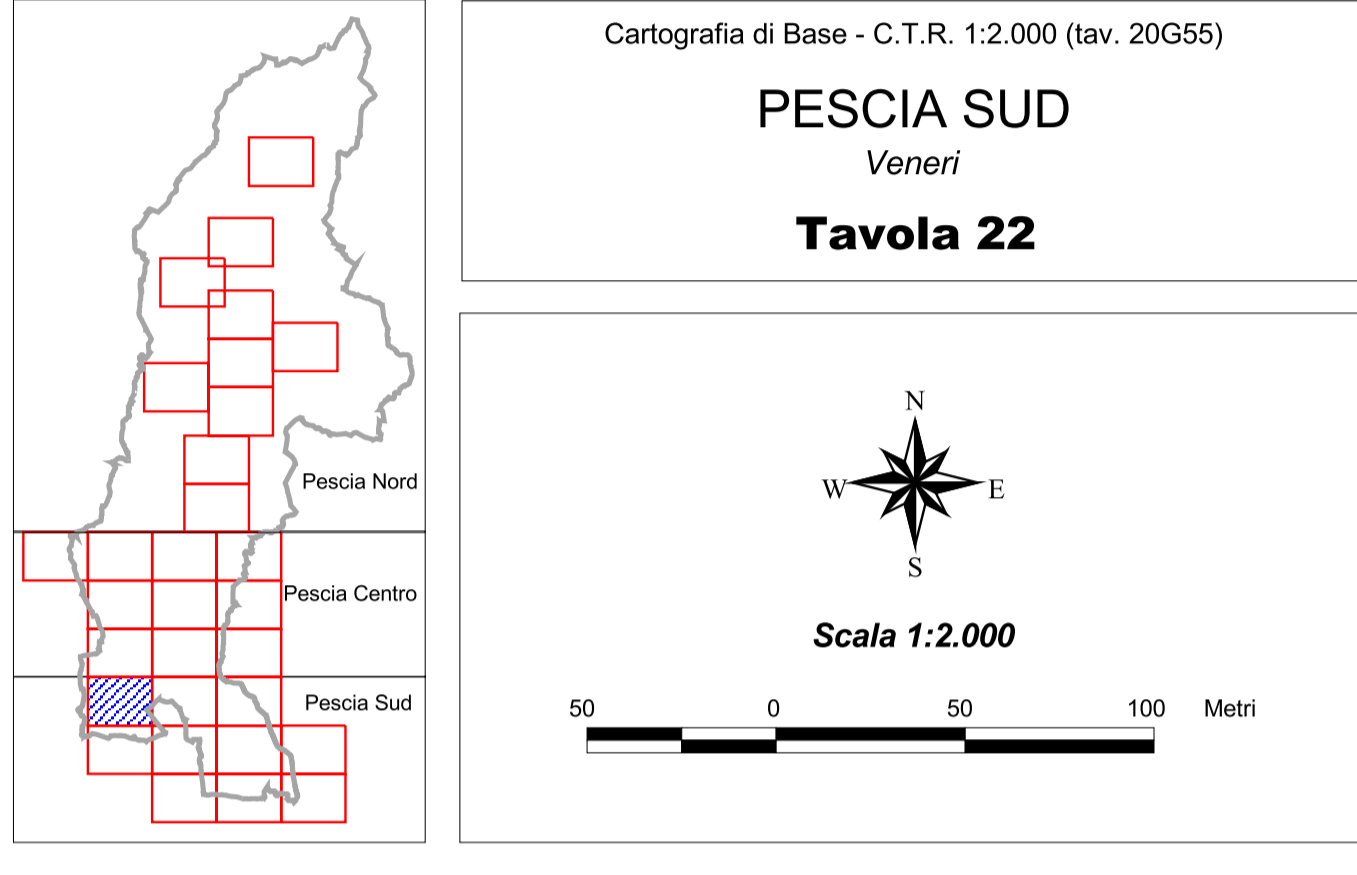 Pescia Nord
Pescia Centro
Pescia Sud
Cartografia di Base - C.T.R. 1:2.000 (tav. 20G55)
PESCIA SUD
Veneri
Tavola 22
N
W E
S
Scala 1:2.000
50 0 50 100 Metri